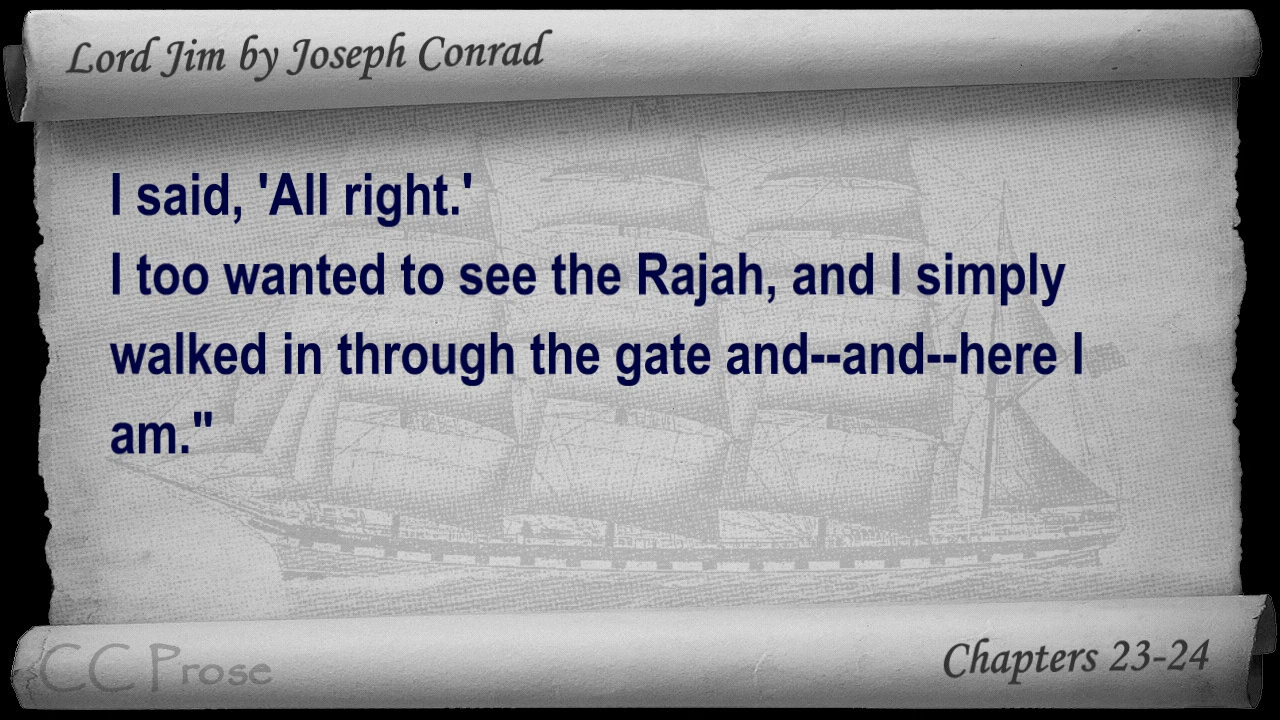 Lord Jim by Joseph Conrad
I said, 'All right.'
I too wanted to see the Rajah, and I simply
walked in through the gate and--and--here I
am."
CC Prose
Chapters 23-24